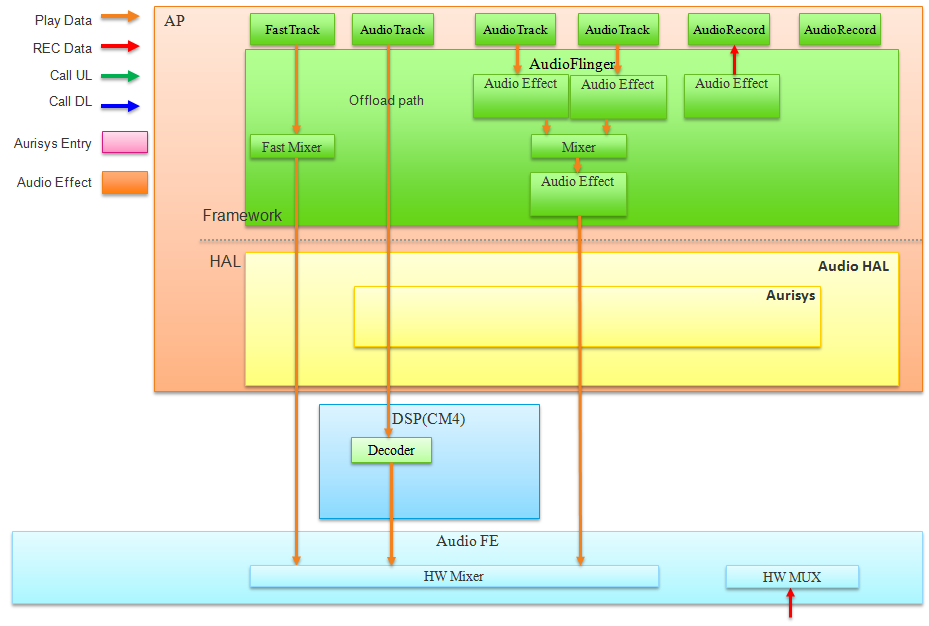 Play Data
REC Data
Call UL
Call DL
Aurisys Entry
Audio Effect
AP
FastTrack
AudioTrack
AudioTrack
AudioTrack
AudioRecord
AudioRecord
AudioFlinger
Audio Effect
Audio Effect
Audio Effect
Offload path
Fast Mixer
Mixer
Audio Effect
Framework
HAL
Audio HAL
Aurisys
DSP(CM4)
Decoder
Audio FE
HW Mixer
HW MUX